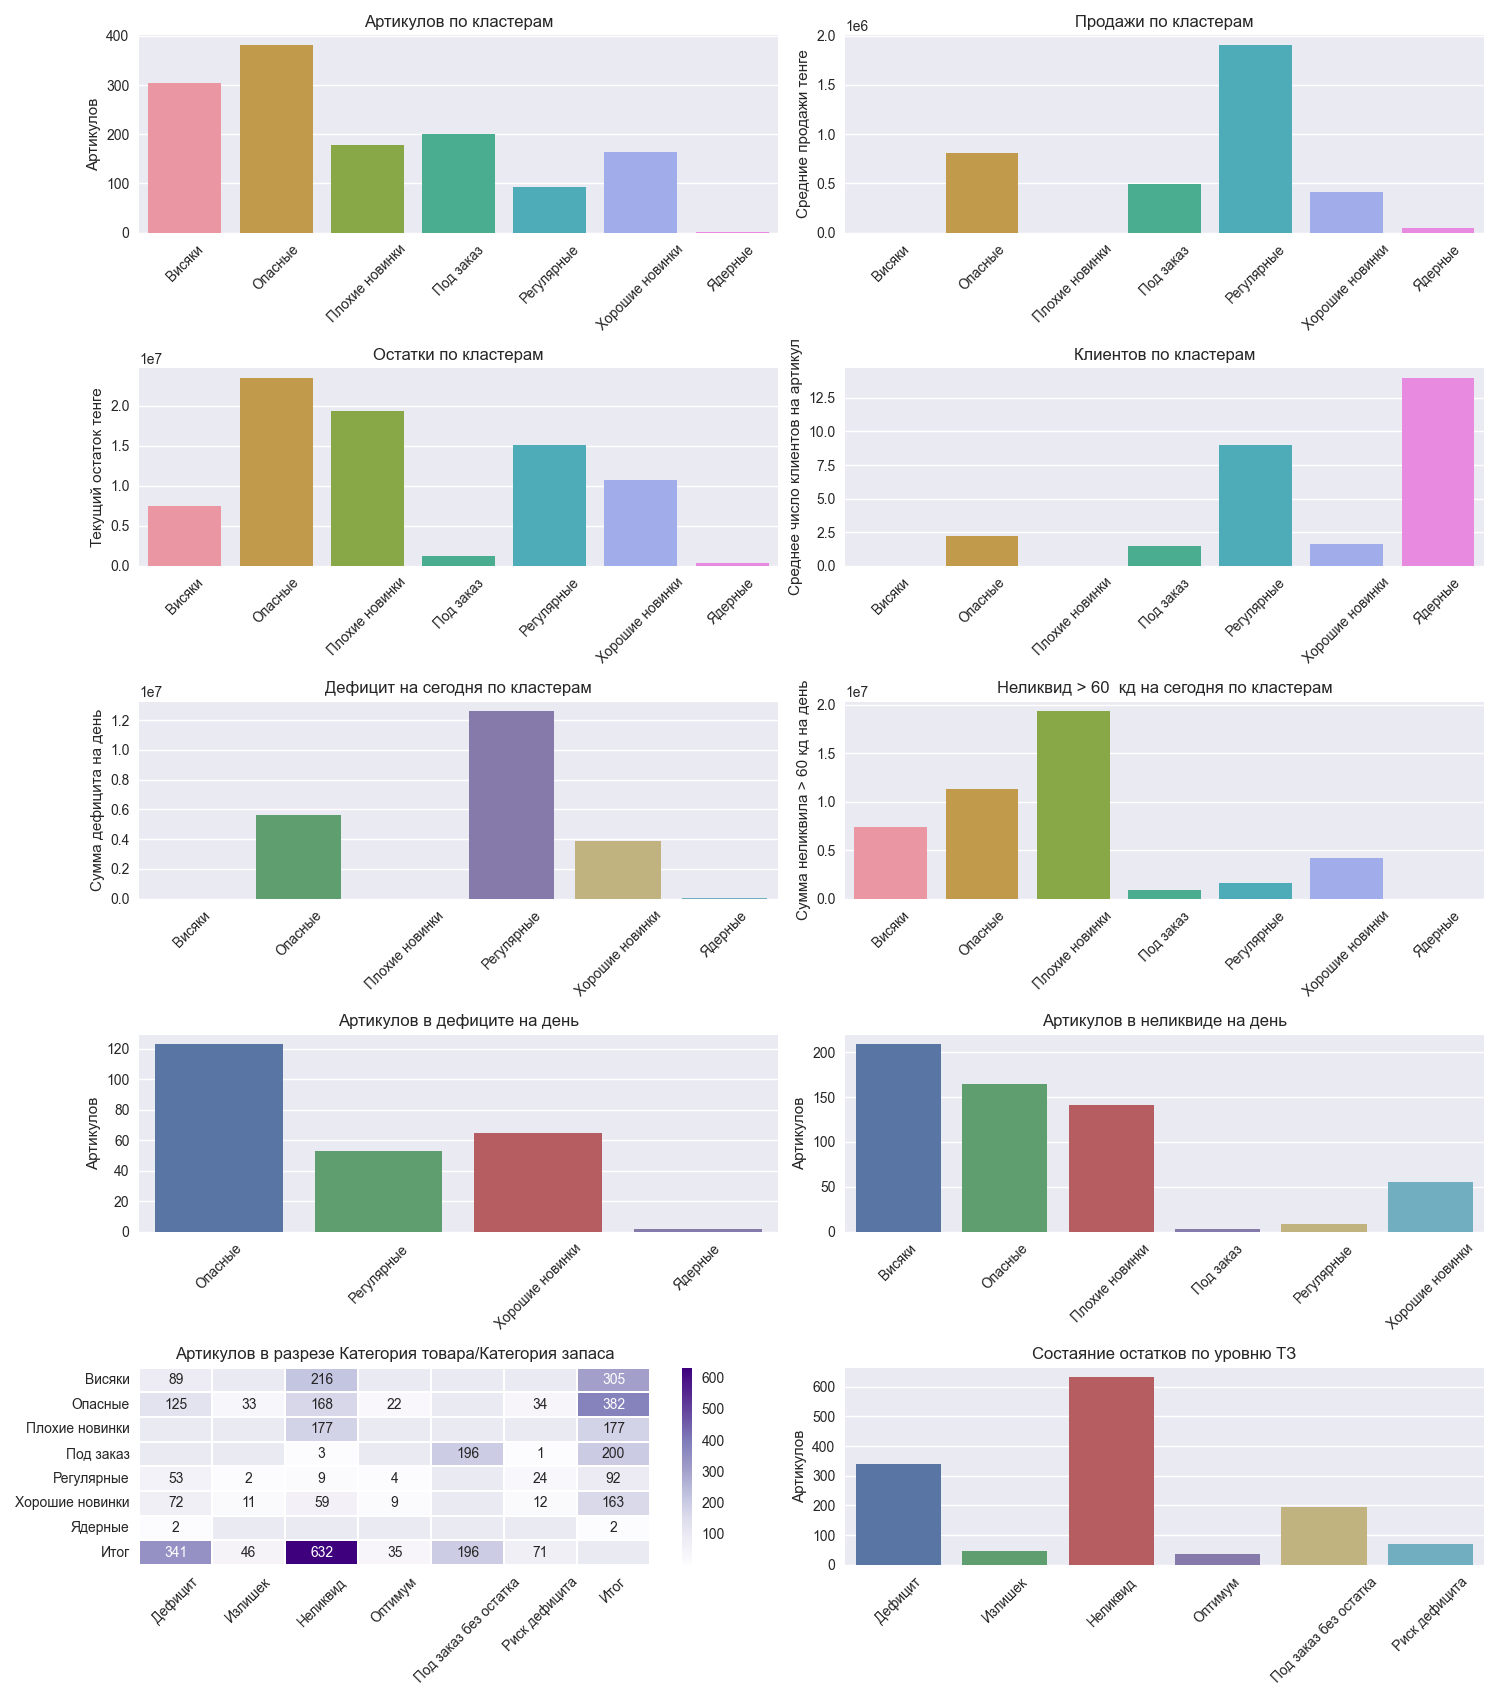 Артикулов по кластерам
Артикулов
400
300
200
100
0
Висяки
Опасные
Плохие новинки
Под заказ
Регулярные
Хорошие новинки
Ядерные
Продажи по кластерам
1e6
Средние продажи тенге
2.0
1.5
1.0
0.5
0.0
Висяки
Опасные
Плохие новинки
Под заказ
Регулярные
Хорошие новинки
Ядерные
Остатки по кластерам
1e7
Текущий остаток тенге
2.0
1.5
1.0
0.5
0.0
Висяки
Опасные
Плохие новинки
Под заказ
Регулярные
Хорошие новинки
Ядерные
Клиентов по кластерам
Среднее число клиентов на артикул
12.5
10.0
7.5
5.0
2.5
0.0
Висяки
Опасные
Плохие новинки
Под заказ
Регулярные
Хорошие новинки
Ядерные
Дефицит на сегодня по кластерам
1e7
Сумма дефицита на день
1.2
1.0
0.8
0.6
0.4
0.2
0.0
Висяки
Опасные
Плохие новинки
Регулярные
Хорошие новинки
Ядерные
Неликвид > 60 кд на сегодня по кластерам
1e7
Сумма неликвила > 60 кд на день
2.0
1.5
1.0
0.5
0.0
Висяки
Опасные
Плохие новинки
Под заказ
Регулярные
Хорошие новинки
Ядерные
Артикулов в дефиците на день
Артикулов
120
100
80
60
40
20
0
Опасные
Регулярные
Хорошие новинки
Ядерные
Артикулов в неликвиде на день
Артикулов
200
150
100
50
0
Висяки
Опасные
Плохие новинки
Под заказ
Регулярные
Хорошие новинки
Артикулов в разрезе Категория товара/Категория запаса
Висяки 89 216 305
Опасные 125 33 168 22 34 382
Плохие новинки 177 177
Под заказ 3 196 1 200
Регулярные 53 2 9 4 24 92
Хорошие новинки 72 11 59 9 12 163
Ядерные 2 2
Итог 341 46 632 35 196 71
Дефицит
Излишек
Неликвид
Оптимум
Под заказ без остатка
Риск дефицита
Итог
600
500
400
300
200
100
Состаяние остатков по уровню ТЗ
Артикулов
600
500
400
300
200
100
0
Дефицит
Излишек
Неликвид
Оптимум
Под заказ без остатка
Риск дефицита